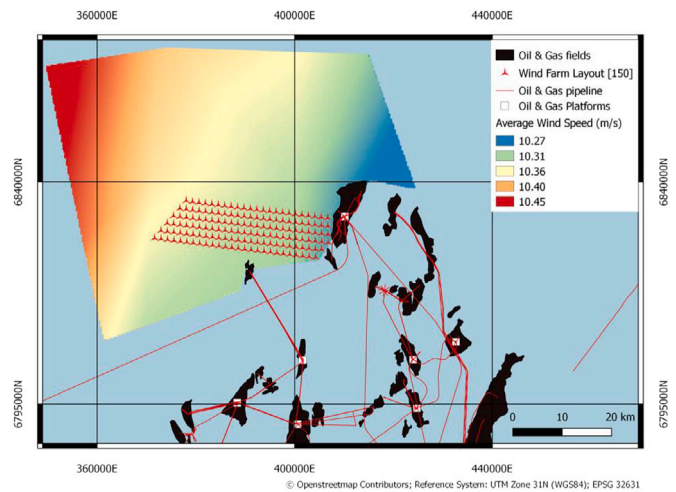 360000E 400000E 440000E
Oil & Gas fields
Wind Farm Layout [150]
Oil & Gas pipeline
Oil & Gas Platforms
Average Wind Speed (m/s)
10.27
10.31
10.36
10.40
10.45
6840000N 6840000N
6795000N 6795000N
0 10 20 km
360000E 400000E 440000E
© Openstreetmap Contributors; Reference System: UTM Zone 31N (WGS84); EPSG 32631